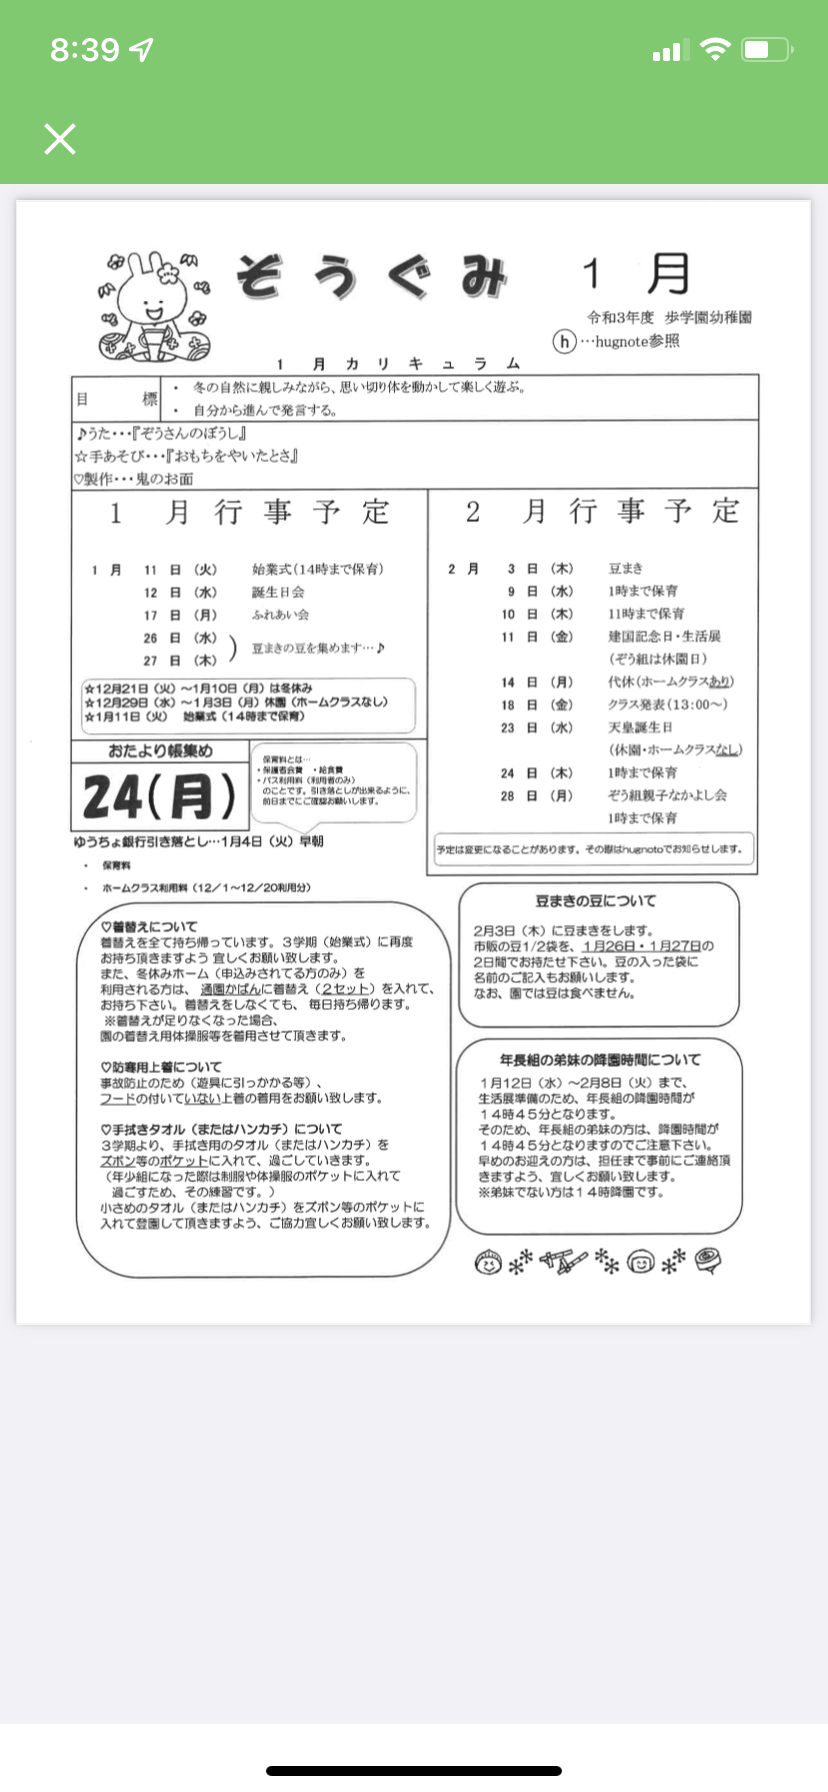 8:39
ぞうぐみ 1月
令和3年度 歩学園幼稚園
ⓗ…hugnote参照
1月カリキュラム
目標
・ 冬の自然に親しみながら、思い切り体を動かして楽しく遊ぶ。
・ 自分から進んで発言する。
♪うた・・・『ぞうさんのぼうし』
☆手あそび・・・『おもちをやいたとさ』
♡製作・・・鬼のお面
1月行事予定
1月 11日(火) 始業式(14時まで保育)
12日(水) 誕生日会
17日(月) ふれあい会
26日(水)
27日(木)
) 豆まきの豆を集めます…♪
☆12月21日(火)~1月10日(月)は冬休み
☆12月29日(水)~1月3日(月)休園(ホームクラスなし)
☆1月11日(火) 始業式(14時まで保育)
おたより帳集め
24(月)
保育料とは…
・保護者会費 ・給食費
・バス利用料(利用者のみ)
のことです。引き落としが出来るように、
前日までにご確認お願いします。
ゆうちょ銀行引き落とし…1月4日(火)早朝
・ 保育料
・ ホームクラス利用料(12/1~12/20利用分)
2月行事予定
2月 3日(木) 豆まき
9日(水) 1時まで保育
10日(木) 11時まで保育
11日(金) 建国記念日・生活展
(ぞう組は休園日)
14日(月) 代休(ホームクラスあり)
18日(金) クラス発表(13:00~)
23日(水) 天皇誕生日
(休園・ホームクラスなし)
24日(木) 1時まで保育
28日(月) ぞう組親子なかよし会
1時まで保育
予定は変更になることがあります。その際はhugnotoでお知らせします。
♡着替えについて
着替えを全て持ち帰っています。3学期(始業式)に再度
お持ち頂きますよう 宜しくお願い致します。
また、冬休みホーム(申込みされてる方のみ)を
利用される方は、 通園かばんに着替え(2セット)を入れて、
お持ち下さい。着替えをしなくても、 毎日持ち帰ります。
※着替えが足りなくなった場合、
園の着替え用体操服等を着用させて頂きます。
♡防寒用上着について
事故防止のため(遊具に引っかかる等)、
フードの付いていない上着の着用をお願い致します。
♡手拭きタオル(またはハンカチ)について
3学期より、手拭き用のタオル(またはハンカチ)を
ズボン等のポケットに入れて、過ごしていきます。
(年少組になった際は制服や体操服のポケットに入れて
過ごすため、その練習です。)
小さめのタオル(またはハンカチ)をズボン等のポケットに
入れて登園して頂きますよう、ご協力宜しくお願い致します。
豆まきの豆について
2月3日(木)に豆まきをします。
市販の豆1/2袋を、1月26日・1月27日の
2日間でお持たせ下さい。豆の入った袋に
名前のご記入もお願いします。
なお、園では豆は食べません。
年長組の弟妹の降園時間について
1月12日(水)~2月8日(火)まで、
生活展準備のため、年長組の降園時間が
14時45分となります。
そのため、年長組の弟妹の方は、降園時間が
14時45分となりますのでご注意下さい。
早めのお迎えの方は、担任まで事前にご連絡頂
きますよう、宜しくお願い致します。
※弟妹でない方は14時降園です。